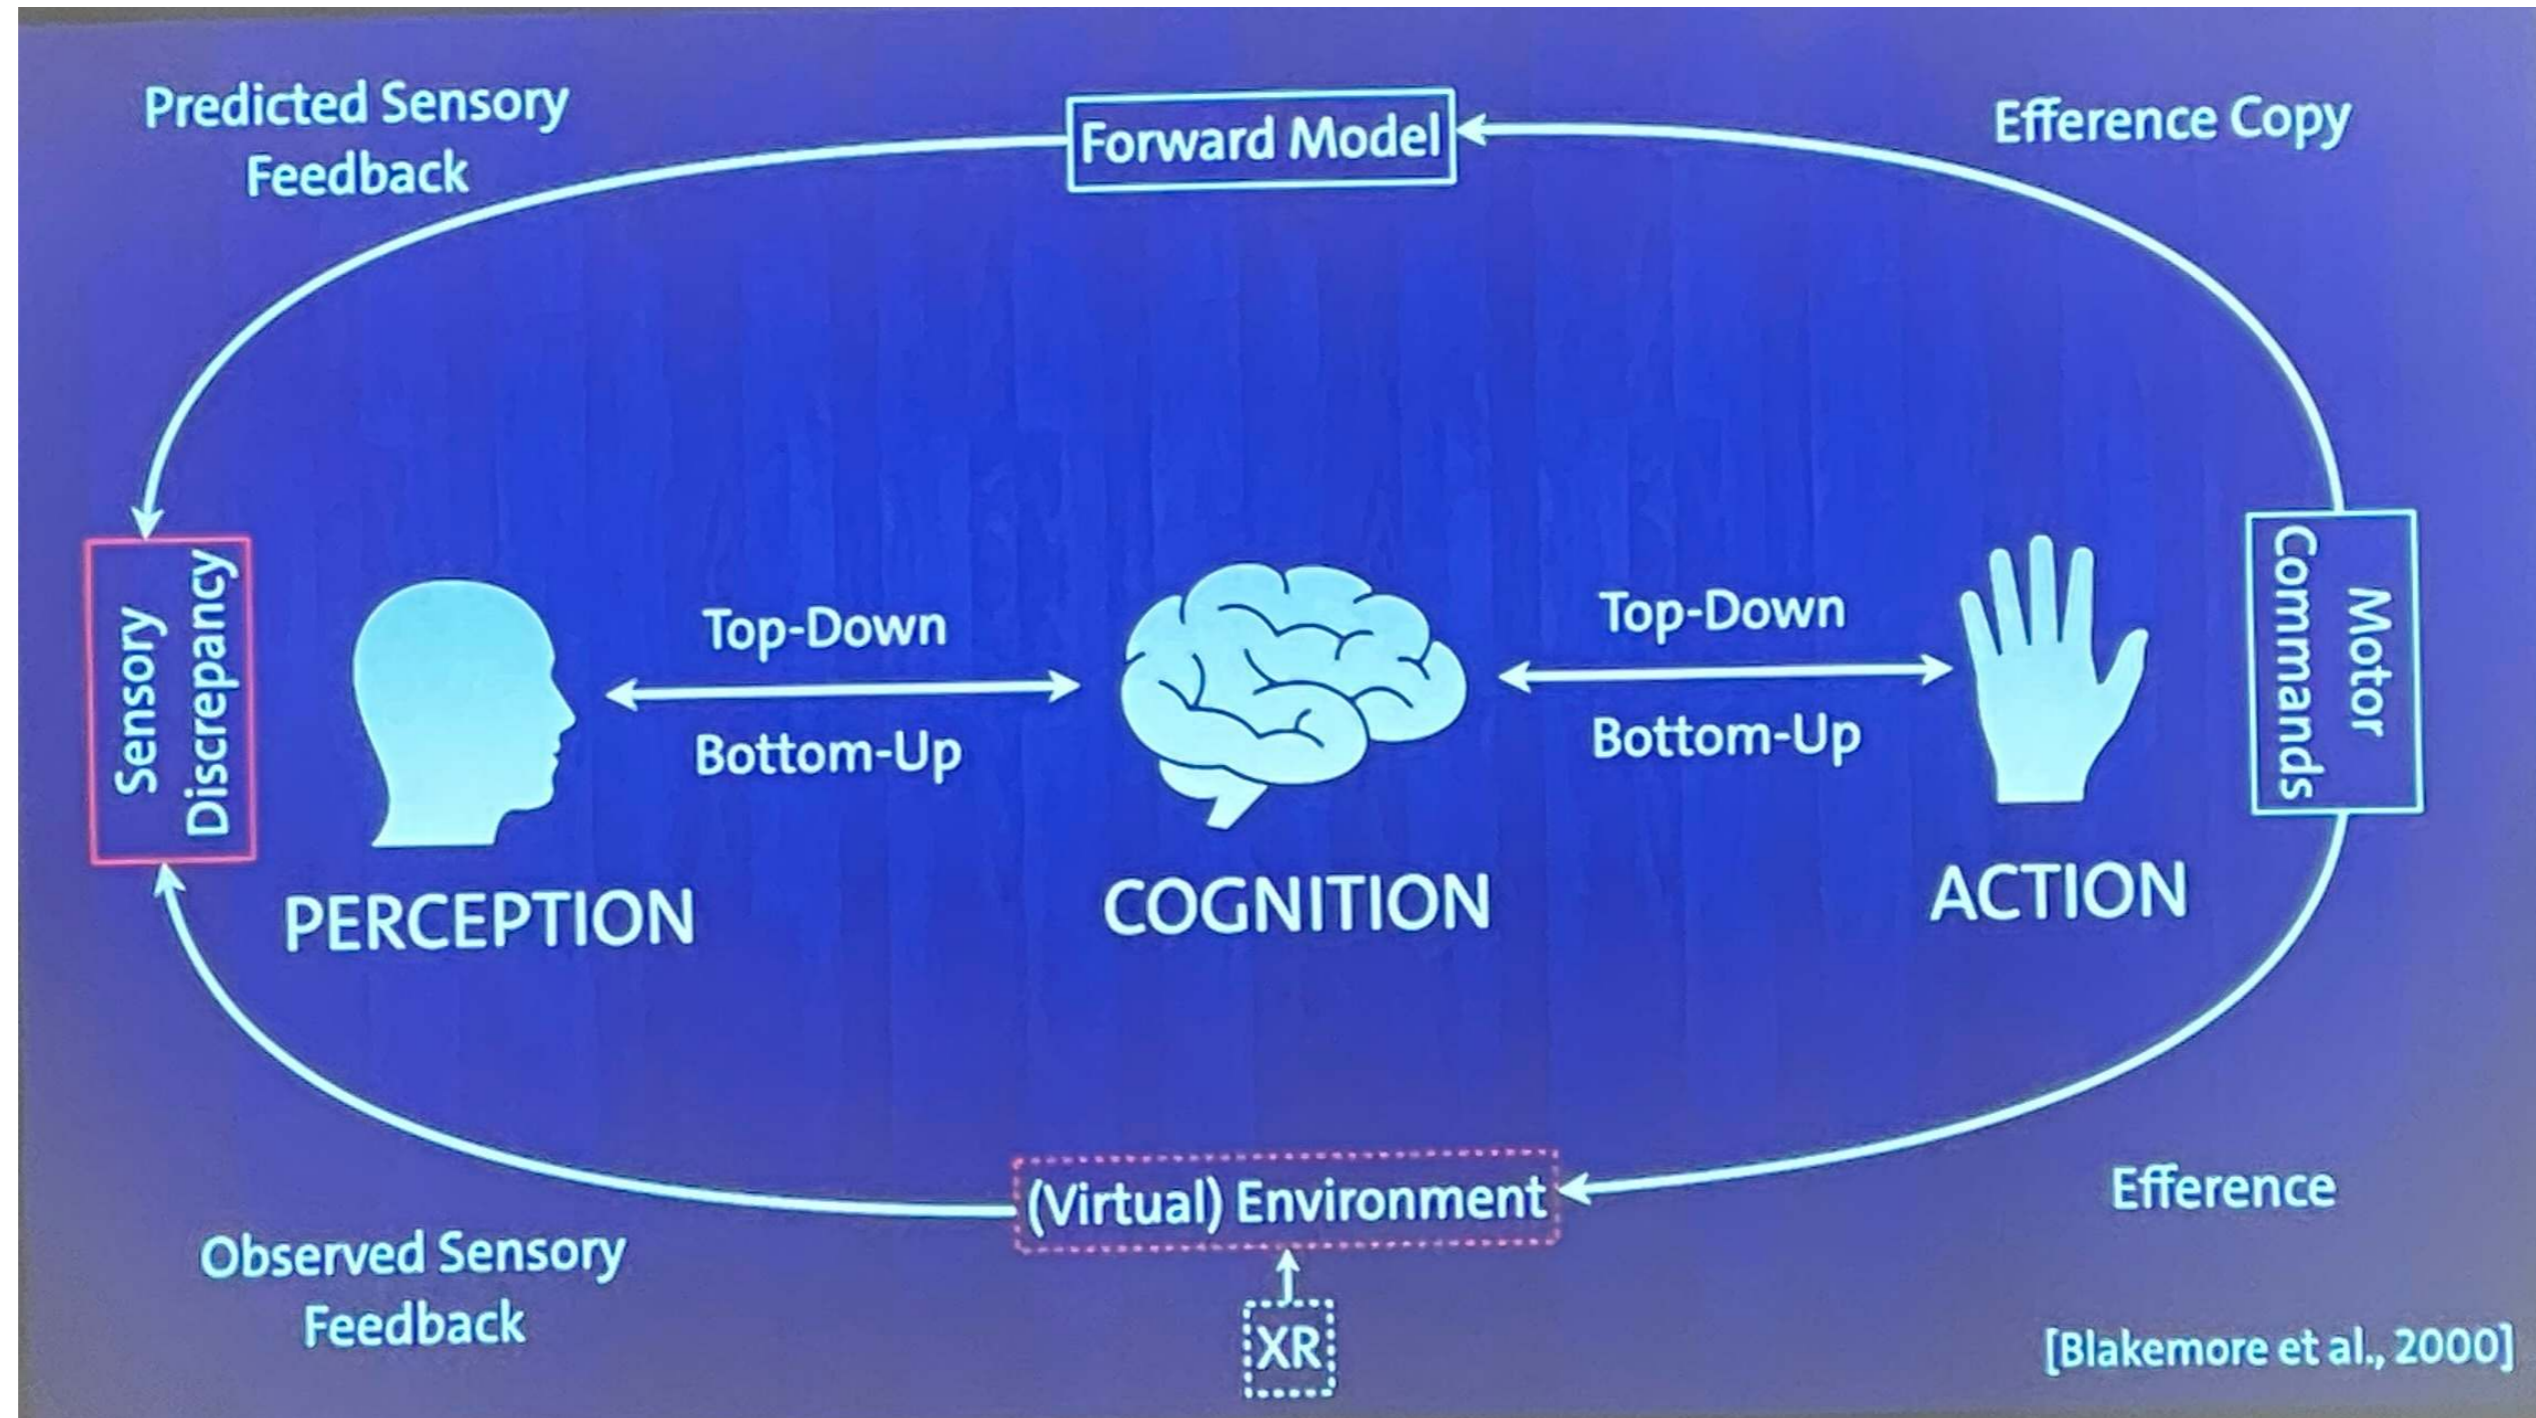 Predicted Sensory
Feedback
Forward Model
Efference Copy
Sensory
Discrepancy
Top-Down
Bottom-Up
Top-Down
Bottom-Up
Motor
Commands
PERCEPTION
COGNITION
ACTION
(Virtual) Environment
Efference
Observed Sensory
Feedback
XR
[Blakemore et al., 2000]